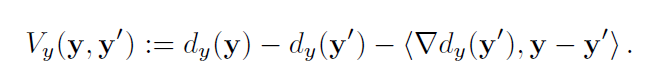 V_y(𝐲, 𝐲′) := d_y(𝐲) − d_y(𝐲′) − ⟨∇d_y(𝐲′), 𝐲 − 𝐲′⟩.